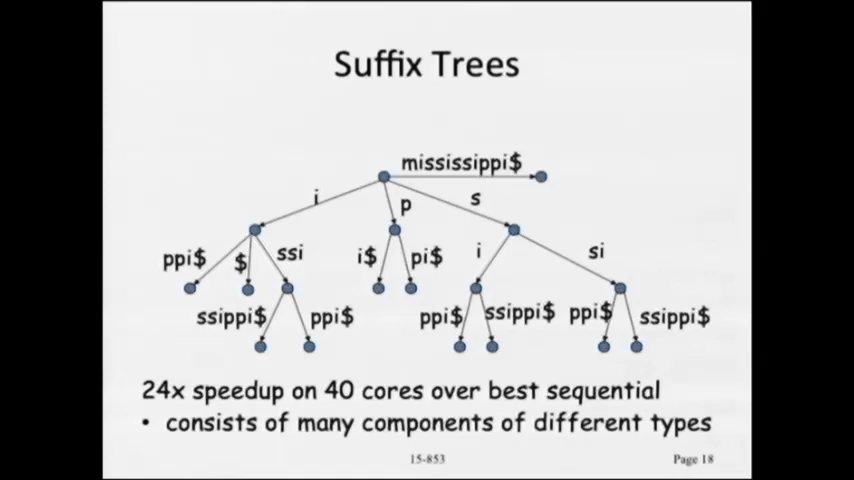 Suffix Trees
mississippi$
i
p
s
ppi$
$
ssi
i$
pi$
i
si
ssippi$
ppi$
ppi$
ssippi$
ppi$
ssippi$
24x speedup on 40 cores over best sequential
• consists of many components of different types
15-853
Page 18